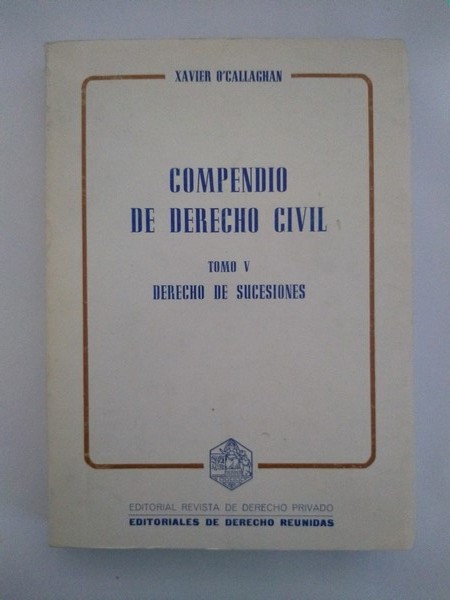 XAVIER O'CALLAGHAN
COMPENDIO
DE DERECHO CIVIL
TOMO V
DERECHO DE SUCESIONES
EDITORIAL REVISTA DE DERECHO PRIVADO
EDITORIALES DE DERECHO REUNIDAS